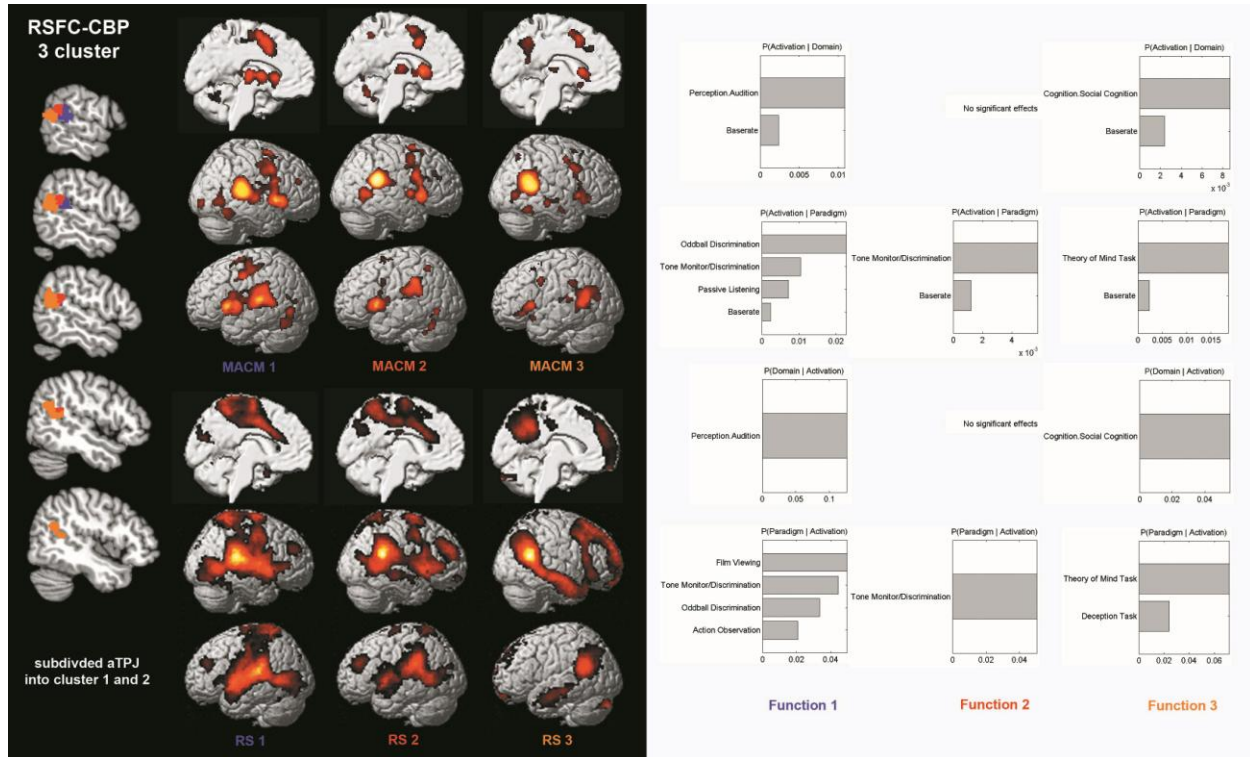 RSFC-CBP
3 cluster
MACM 1
MACM 2
MACM 3
subdivded aTPJ
into cluster 1 and 2
RS 1
RS 2
RS 3
P(Activation | Domain)
Perception.Audition
Baserate
0
0.005
0.01
No significant effects
P(Activation | Domain)
Cognition.Social Cognition
Baserate
0
2
4
6
8
x 10⁻³
P(Activation | Paradigm)
Oddball Discrimination
Tone Monitor/Discrimination
Passive Listening
Baserate
0
0.005
0.01
0.015
0.02
P(Activation | Paradigm)
Tone Monitor/Discrimination
Baserate
0
2
4
x 10⁻³
P(Activation | Paradigm)
Theory of Mind Task
Baserate
0
0.005
0.01
0.015
P(Domain | Activation)
Perception.Audition
0
0.05
0.1
No significant effects
P(Domain | Activation)
Cognition.Social Cognition
0
0.02
0.04
P(Paradigm | Activation)
Film Viewing
Tone Monitor/Discrimination
Oddball Discrimination
Action Observation
0
0.02
0.04
P(Paradigm | Activation)
Tone Monitor/Discrimination
0
0.02
0.04
P(Paradigm | Activation)
Theory of Mind Task
Deception Task
0
0.02
0.04
0.06
Function 1
Function 2
Function 3